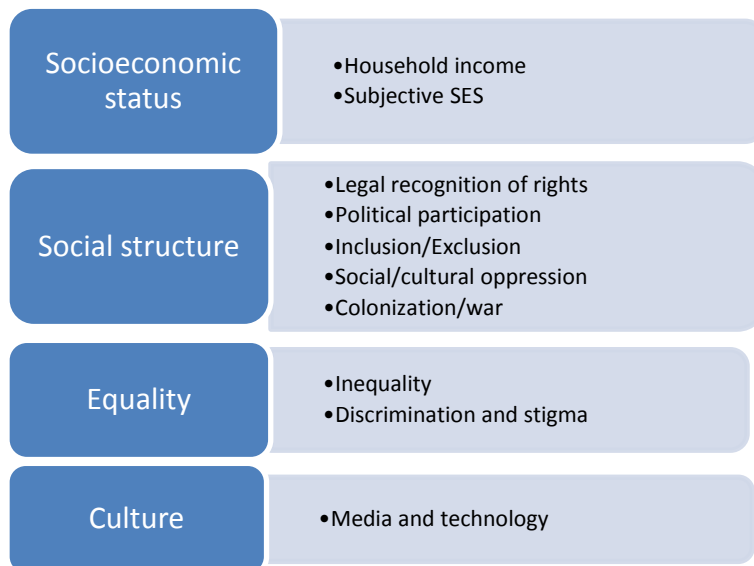 Socioeconomic
status
•Household income
•Subjective SES
Social structure
•Legal recognition of rights
•Political participation
•Inclusion/Exclusion
•Social/cultural oppression
•Colonization/war
Equality
•Inequality
•Discrimination and stigma
Culture
•Media and technology